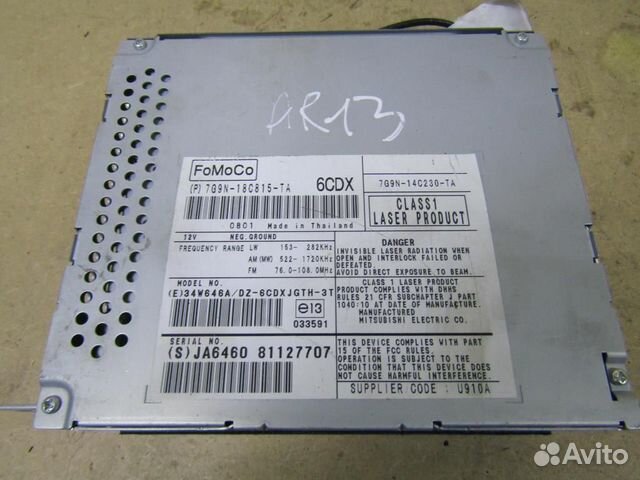 AR13
FoMoCo
(P) 7G9N-18C815-TA 6CDX
7G9N-14C230-TA
0801 Made in Thailand
CLASS1
LASER PRODUCT
12V NEG.GROUND
FREQUENCY RANGE LW 153- 282KHz
AM (MW) 522-1720KHz
FM 76.0-108.0MHz
DANGER
INVISIBLE LASER RADIATION WHEN
OPEN AND INTERLOCK FAILED OR
DEFEATED.
AVOID DIRECT EXPOSURE TO BEAM.
MODEL NO.
(E)34W646A/DZ-6CDXJGTH-3T
e13
033591
CLASS 1 LASER PRODUCT
PRODUCT COMPLIES WITH DHHS
RULES 21 CFR SUBCHAPTER J PART
1040:10 AT DATE OF MANUFACTURE.
MANUFACTURED
MITSUBISHI ELECTRIC CO.
SERIAL NO.
(S)JA6460 81127707
THIS DEVICE COMPLIES WITH PART
15 OF THE FCC RULES.
OPERATION IS SUBJECT TO THE
CONDITION THAT THIS DEVICE DOES
NOT CAUSE HARMFUL INTERFERENCE.
SUPPLIER CODE : U910A
Avito